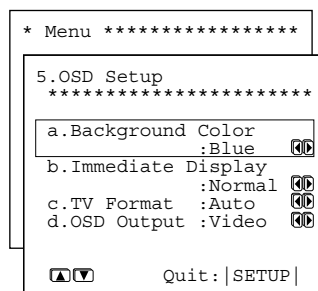 * Menu *****************
5.OSD Setup
***********************
a.Background Color
:Blue
b.Immediate Display
:Normal
c.TV Format :Auto
d.OSD Output :Video
Quit:|SETUP|